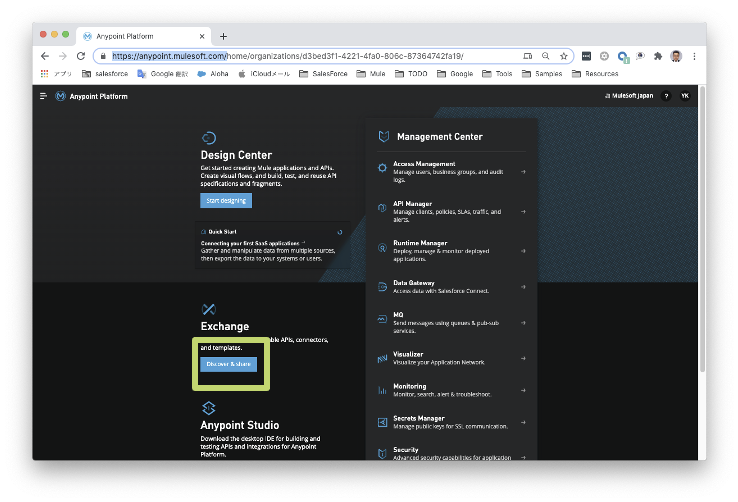 Anypoint Platform
https://anypoint.mulesoft.com/home/organizations/d3bed3f1-4221-4fa0-806c-87364742fa19/
アプリ salesforce Google 翻訳 Aloha iCloudメール SalesForce Mule TODO Google Tools Samples Resources
Anypoint Platform
MuleSoft Japan ? YK
Design Center
Get started creating Mule applications and APIs.
Create visual flows, and build, test, and reuse API
specifications and fragments.
Start designing
Quick Start
Connecting your first SaaS applications
Gather and manipulate data from multiple sources,
then export the data to your systems or users.
Exchange
able APIs, connectors,
and templates.
Discover & share
Anypoint Studio
Download the desktop IDE for building and
testing APIs and integrations for Anypoint
Platform.
Management Center
Access Management
Manage users, business groups, and audit
logs.
API Manager
Manage clients, policies, SLAs, traffic, and
alerts.
Runtime Manager
Deploy, manage & monitor deployed
applications.
Data Gateway
Access data with Salesforce Connect.
MQ
Send messages using queues & pub-sub
services.
Visualizer
Visualize your Application Network.
Monitoring
Monitor, search, alert & troubleshoot.
Secrets Manager
Manage public keys for SSL communication.
Security
Advanced security capabilities for application